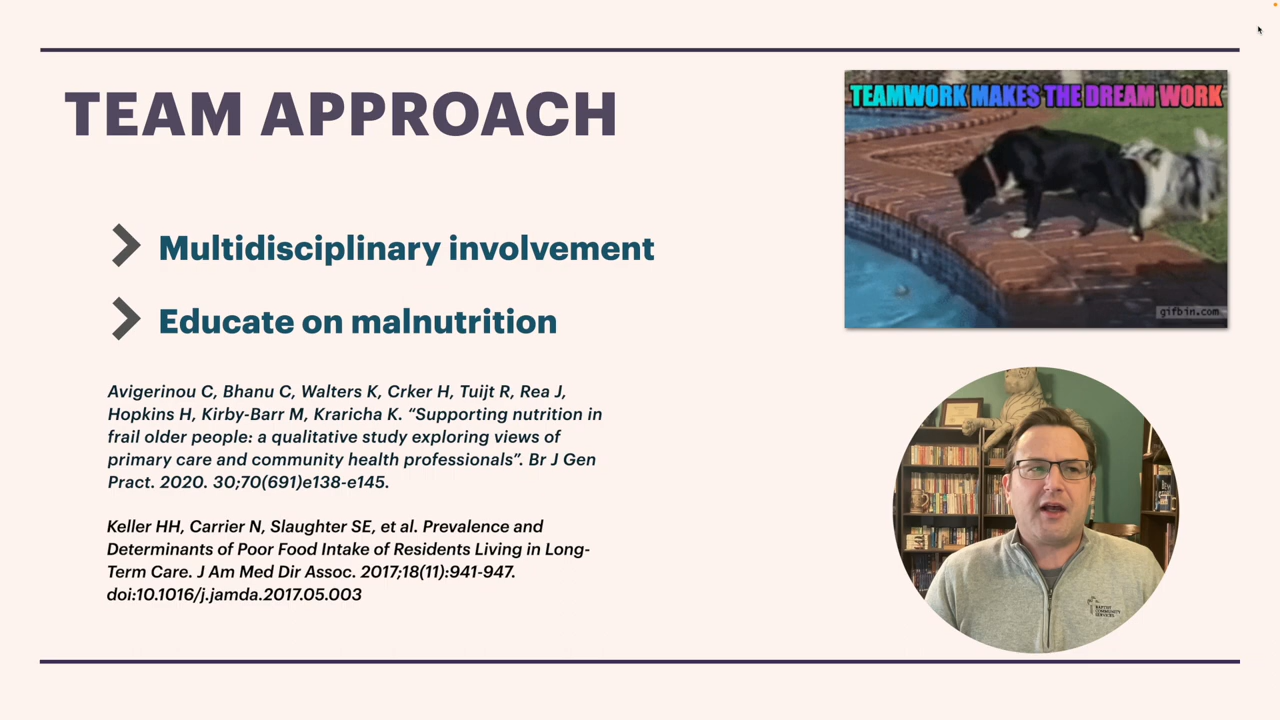 TEAM APPROACH
Multidisciplinary involvement
Educate on malnutrition
Avigerinou C, Bhanu C, Walters K, Crker H, Tuijt R, Rea J,
Hopkins H, Kirby-Barr M, Kraricha K. “Supporting nutrition in
frail older people: a qualitative study exploring views of
primary care and community health professionals”. Br J Gen
Pract. 2020. 30;70(691)e138-e145.
Keller HH, Carrier N, Slaughter SE, et al. Prevalence and
Determinants of Poor Food Intake of Residents Living in Long-
Term Care. J Am Med Dir Assoc. 2017;18(11):941-947.
doi:10.1016/j.jamda.2017.05.003
TEAMWORK MAKES THE DREAM WORK
gifbin.com
BAPTIST
COMMUNITY
SERVICES